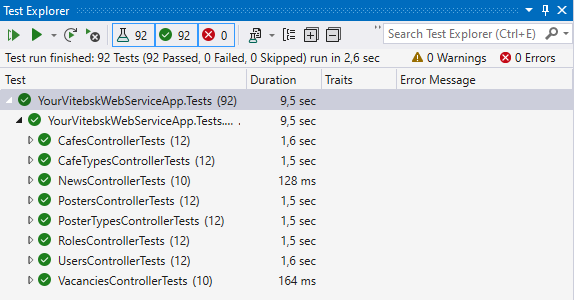 Test Explorer
92 92 0 Search Test Explorer (Ctrl+E)
Test run finished: 92 Tests (92 Passed, 0 Failed, 0 Skipped) run in 2,6 sec 0 Warnings 0 Errors
Test Duration Traits Error Message
YourVitebskWebServiceApp.Tests (92) 9,5 sec
YourVitebskWebServiceApp.Tests.... . 9,5 sec
CafesControllerTests (12) 1,6 sec
CafeTypesControllerTests (12) 1,5 sec
NewsControllerTests (10) 128 ms
PostersControllerTests (12) 1,5 sec
PosterTypesControllerTests (12) 1,5 sec
RolesControllerTests (12) 1,5 sec
UsersControllerTests (12) 1,6 sec
VacanciesControllerTests (10) 164 ms